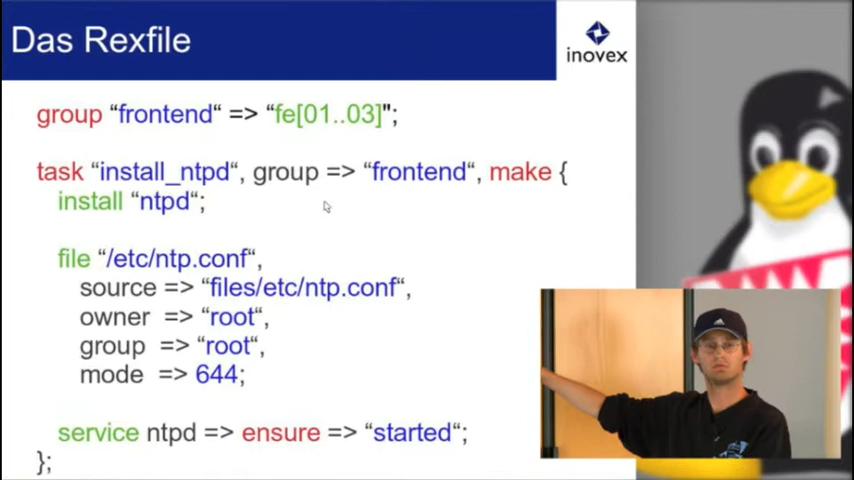 Das Rexfile
inovex
group “frontend“ => “fe[01..03]";
task “install_ntpd“, group => “frontend“, make {
install “ntpd“;
file “/etc/ntp.conf“,
source => “files/etc/ntp.conf“,
owner => “root“,
group => “root“,
mode => 644;
service ntpd => ensure => “started“;
};